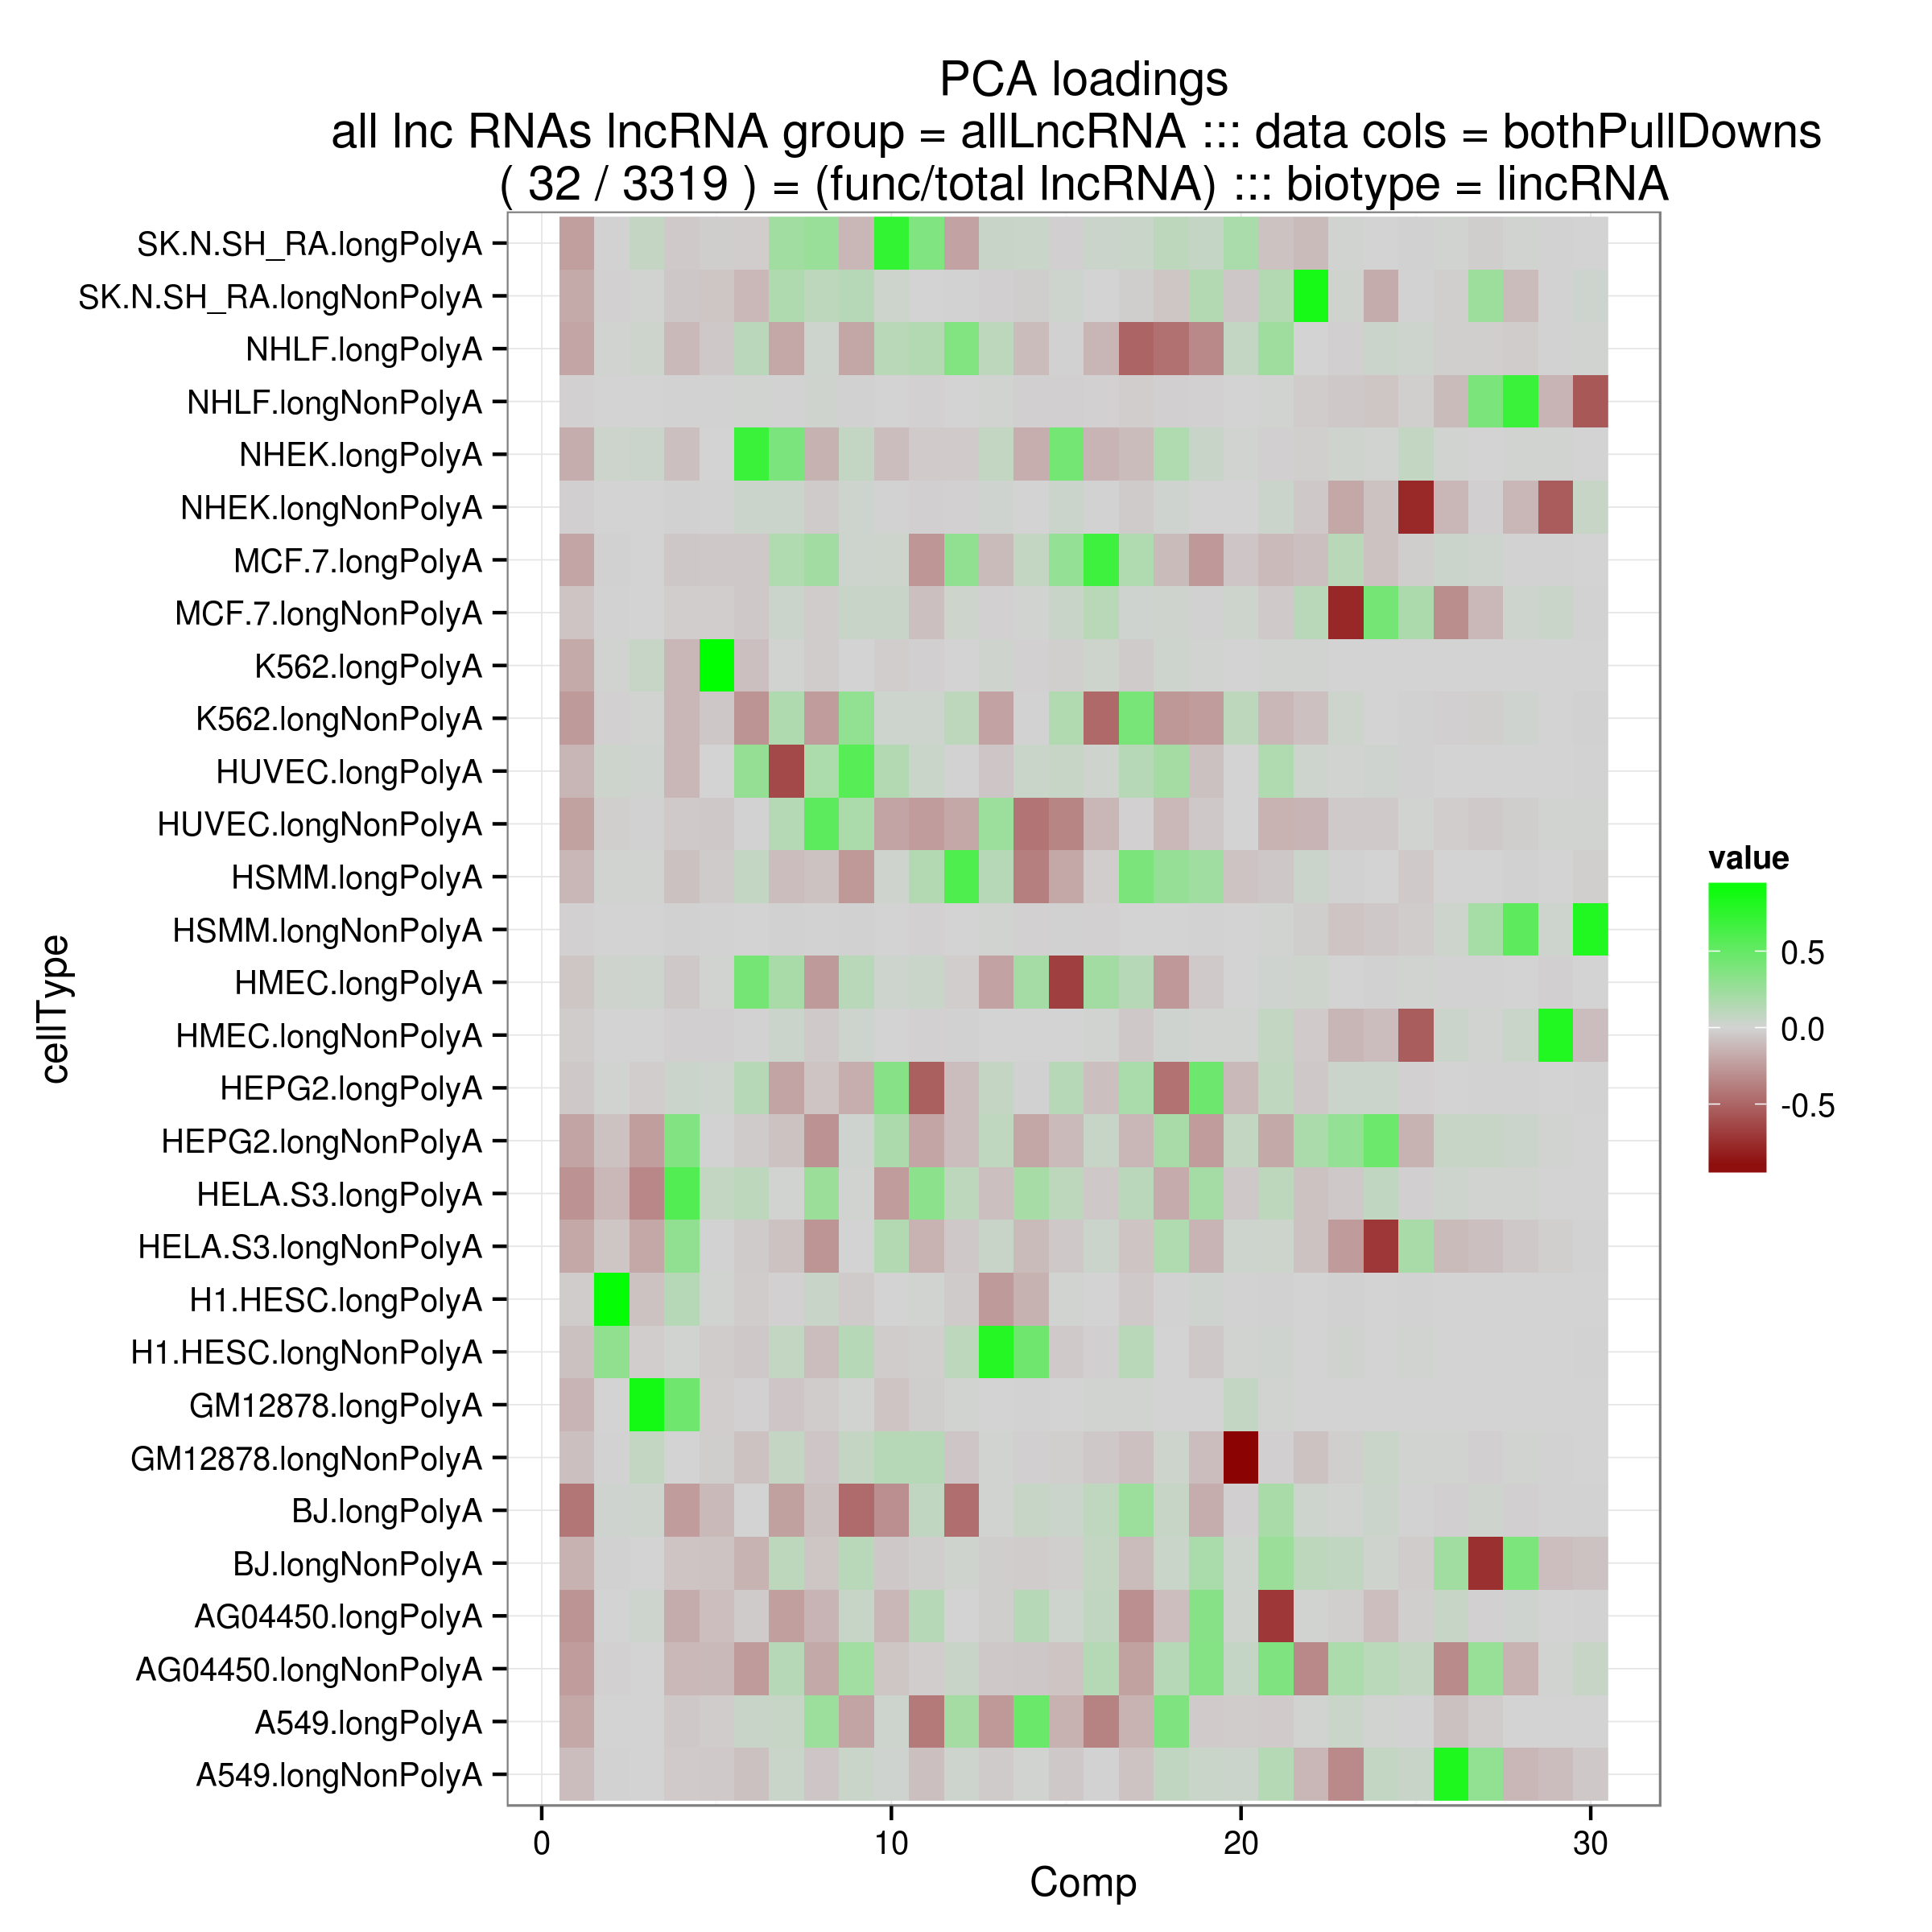 PCA loadings
all lnc RNAs lncRNA group = allLncRNA ::: data cols = bothPullDowns
( 32 / 3319 ) = (func/total lncRNA) ::: biotype = lincRNA
cellType
SK.N.SH_RA.longPolyA
SK.N.SH_RA.longNonPolyA
NHLF.longPolyA
NHLF.longNonPolyA
NHEK.longPolyA
NHEK.longNonPolyA
MCF.7.longPolyA
MCF.7.longNonPolyA
K562.longPolyA
K562.longNonPolyA
HUVEC.longPolyA
HUVEC.longNonPolyA
HSMM.longPolyA
HSMM.longNonPolyA
HMEC.longPolyA
HMEC.longNonPolyA
HEPG2.longPolyA
HEPG2.longNonPolyA
HELA.S3.longPolyA
HELA.S3.longNonPolyA
H1.HESC.longPolyA
H1.HESC.longNonPolyA
GM12878.longPolyA
GM12878.longNonPolyA
BJ.longPolyA
BJ.longNonPolyA
AG04450.longPolyA
AG04450.longNonPolyA
A549.longPolyA
A549.longNonPolyA
0 10 20 30
Comp
value
0.5
0.0
-0.5